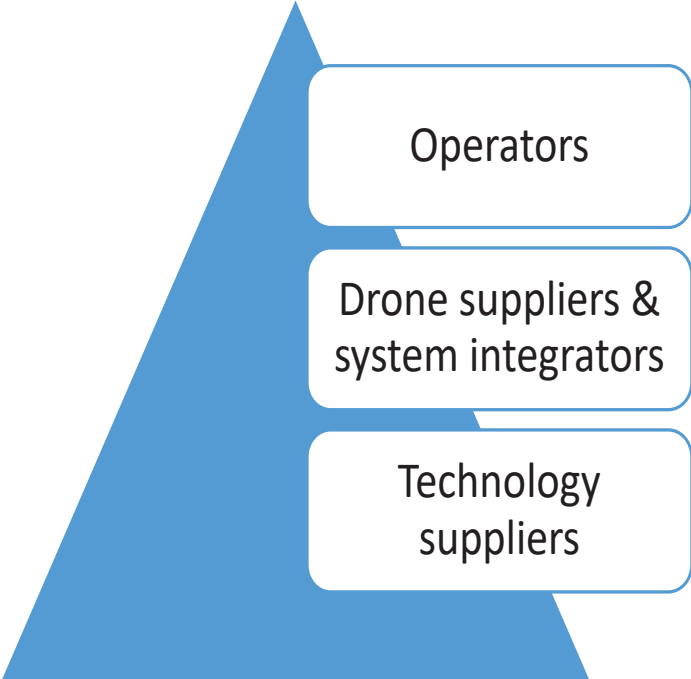 Operators
Drone suppliers &
system integrators
Technology
suppliers